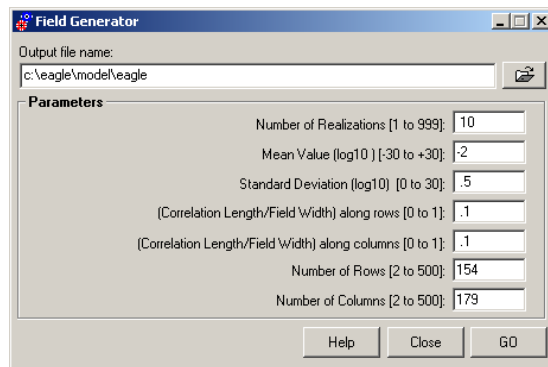 Field Generator
Output file name:
c:\eagle\model\eagle
Parameters
Number of Realizations [1 to 999]: 10
Mean Value (log10 ) [-30 to +30]: -2
Standard Deviation (log10) [0 to 30]: .5
(Correlation Length/Field Width) along rows [0 to 1]: .1
(Correlation Length/Field Width) along columns [0 to 1]: .1
Number of Rows [2 to 500]: 154
Number of Columns [2 to 500]: 179
Help Close GO